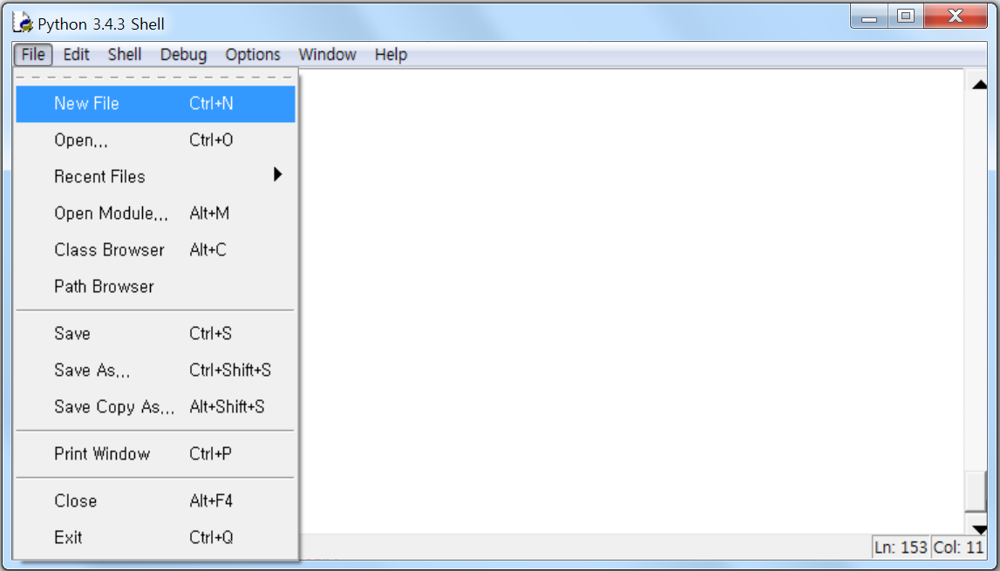 Python 3.4.3 Shell
File Edit Shell Debug Options Window Help
New File Ctrl+N
Open... Ctrl+O
Recent Files
Open Module... Alt+M
Class Browser Alt+C
Path Browser
Save Ctrl+S
Save As... Ctrl+Shift+S
Save Copy As... Alt+Shift+S
Print Window Ctrl+P
Close Alt+F4
Exit Ctrl+Q
Ln: 153 Col: 11